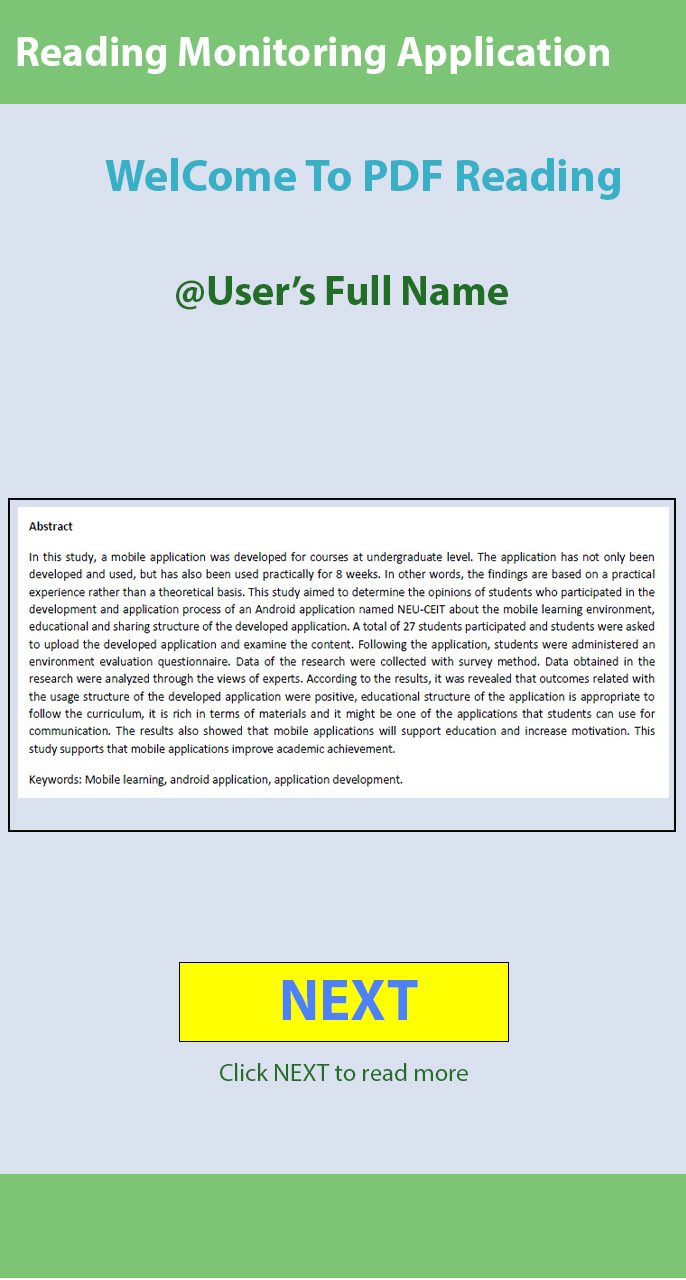 Reading Monitoring Application
WelCome To PDF Reading
@User’s Full Name
Abstract
In this study, a mobile application was developed for courses at undergraduate level. The application has not only been
developed and used, but has also been used practically for 8 weeks. In other words, the findings are based on a practical
experience rather than a theoretical basis. This study aimed to determine the opinions of students who participated in the
development and application process of an Android application named NEU-CEIT about the mobile learning environment,
educational and sharing structure of the developed application. A total of 27 students participated and students were asked
to upload the developed application and examine the content. Following the application, students were administered an
environment evaluation questionnaire. Data of the research were collected with survey method. Data obtained in the
research were analyzed through the views of experts. According to the results, it was revealed that outcomes related with
the usage structure of the developed application were positive, educational structure of the application is appropriate to
follow the curriculum, it is rich in terms of materials and it might be one of the applications that students can use for
communication. The results also showed that mobile applications will support education and increase motivation. This
study supports that mobile applications improve academic achievement.
Keywords: Mobile learning, android application, application development.
NEXT
Click NEXT to read more